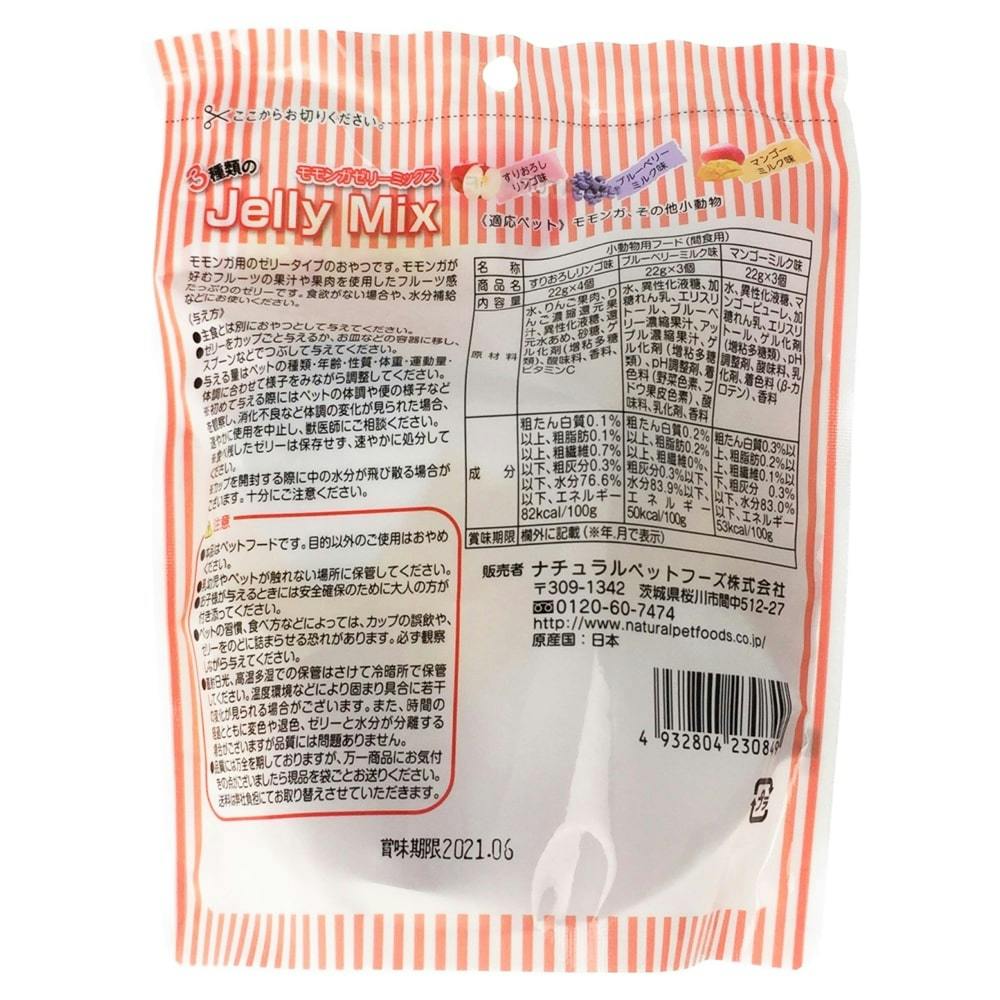 ここからお切りください。
3種類の
モモンガゼリーミックス
Jelly Mix
すりおろし
リンゴ味
ブルーベリー
ミルク味
マンゴー
ミルク味
《適応ペット》モモンガ、その他小動物
モモンガ用のゼリータイプのおやつです。モモンガが
好むフルーツの果汁や果肉を使用したフルーツ感
たっぷりのゼリーです。食欲がない場合や、水分補給
などにお使いください。
《与え方》
●主食とは別におやつとして与えてください。
●ゼリーをカップごと与えるか、お皿などの容器に移し、
スプーンなどでつぶして与えてください。
●与える量はペットの種類・年齢・性質・体重・運動量・
体調に合わせて様子をみながら調整してください。
※初めて与える際にはペットの体調や便の様子など
を観察し、消化不良など体調の変化が見られた場合、
速やかに使用を中止し、獣医師にご相談ください。
※食べ残したゼリーは保存せず、速やかに処分して
ください。
※カップを開封する際に中の水分が飛び散る場合が
ございます。十分にご注意ください。
注意
●本品はペットフードです。目的以外のご使用はおやめ
ください。
●乳幼児やペットが触れない場所に保管してください。
●お子様が与えるときには安全確保のために大人の方が
付き添ってください。
●ペットの習慣、食べ方などによっては、カップの誤飲や、
ゼリーをのどに詰まらせる恐れがあります。必ず観察
しながら与えてください。
●直射日光、高温多湿での保管はさけて冷暗所で保管
してください。温度環境などにより固まり具合に若干
の変化が見られる場合がございます。また、時間の
経過とともに変色や退色、ゼリーと水分が分離する
場合がございますが品質には問題ありません。
●品質には万全を期しておりますが、万一商品にお気付
きの点がございましたら現品を袋ごとお送りください。
送料は弊社負担にてお取り替えさせていただきます。
賞味期限2021.06
名称 小動物用フード(間食用)
商品名 すりおろしリンゴ味 ブルーベリーミルク味 マンゴーミルク味
内容量 22g×4個 22g×3個 22g×3個
原材料
水、りんご果肉、り
んご濃縮還元果
汁、異性化液糖、還
元水あめ、砂糖、ゲ
ル化剤(増粘多糖
類)、酸味料、香料、
ビタミンC
水、異性化液糖、加
糖れん乳、エリスリ
トール、ブルーベ
リー濃縮果汁、アッ
プル濃縮果汁、ゲ
ル化剤(増粘多糖
類)、pH調整剤、着
色料(野菜色素、ブ
ドウ果皮色素)、酸
味料、乳化剤、香料
水、異性化液糖、マ
ンゴーピューレ、加
糖れん乳、エリスリ
トール、ゲル化剤
(増粘多糖類)、pH
調整剤、酸味料、乳
化剤、着色料(β-カ
ロテン)、香料
成分
粗たん白質0.1%
以上、粗脂肪0.1%
以上、粗繊維0.7%
以下、粗灰分0.3%
以下、水分76.6%
以下、エネルギー
82kcal/100g
粗たん白質0.2%
以上、粗脂肪0.2%
以上、粗繊維0%、
粗灰分0.3%以下、
水分83.9%以下、
エネルギー
50kcal/100g
粗たん白質0.3%以
上、粗脂肪0.2%以
上、粗繊維0.1%以
下、粗灰分0.3%
以下、水分83.0%
以下、エネルギー
53kcal/100g
賞味期限 欄外に記載(※年.月で表示)
販売者 ナチュラルペットフーズ株式会社
〒309-1342 茨城県桜川市間中512-27
0120-60-7474
http://www.naturalpetfoods.co.jp/
原産国:日本
4 932804 23084
プラ